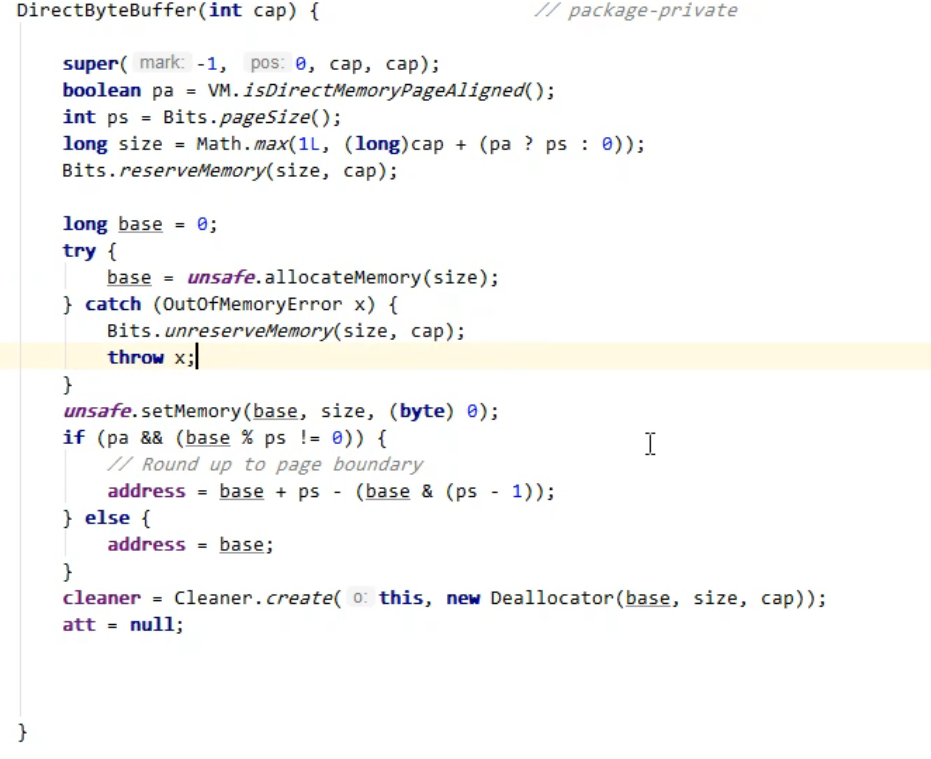 DirectByteBuffer(int cap) {                   // package-private
super( mark: -1, pos: 0, cap, cap);
boolean pa = VM.isDirectMemoryPageAligned();
int ps = Bits.pageSize();
long size = Math.max(1L, (long)cap + (pa ? ps : 0));
Bits.reserveMemory(size, cap);
long base = 0;
try {
base = unsafe.allocateMemory(size);
} catch (OutOfMemoryError x) {
Bits.unreserveMemory(size, cap);
throw x;
}
unsafe.setMemory(base, size, (byte) 0);
if (pa && (base % ps != 0)) {
// Round up to page boundary
address = base + ps - (base & (ps - 1));
} else {
address = base;
}
cleaner = Cleaner.create( o: this, new Deallocator(base, size, cap));
att = null;
}